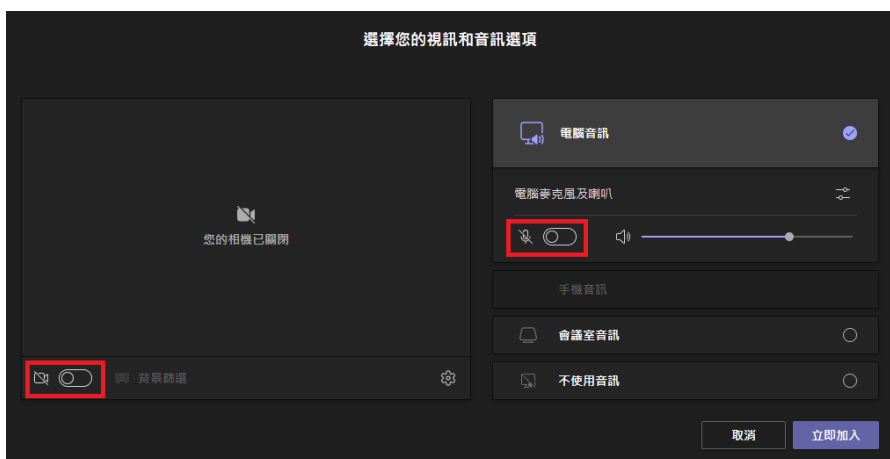 選擇您的視訊和音訊選項
您的相機已關閉
背景篩選
電腦音訊
電腦麥克風及喇叭
手機音訊
會議室音訊
不使用音訊
取消
立即加入